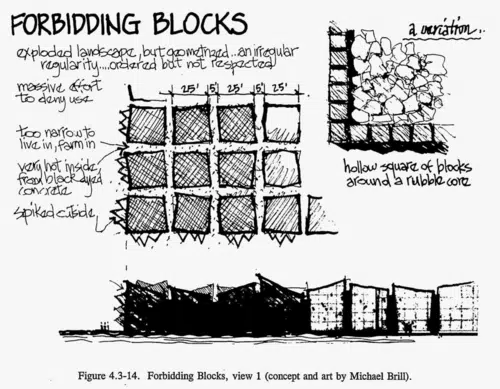 FORBIDDING BLOCKS
exploded landscape, but geometrized...an irregular
regularity....ordered but not respected
massive effort
to deny use
25' 5' 25' 5' 25' 5' 25'
too narrow to
live in, farm in
very hot inside,
from black dyed
concrete
spiked outside
a variation..
hollow square of blocks
around a rubble core
Figure 4.3-14. Forbidding Blocks, view 1 (concept and art by Michael Brill).